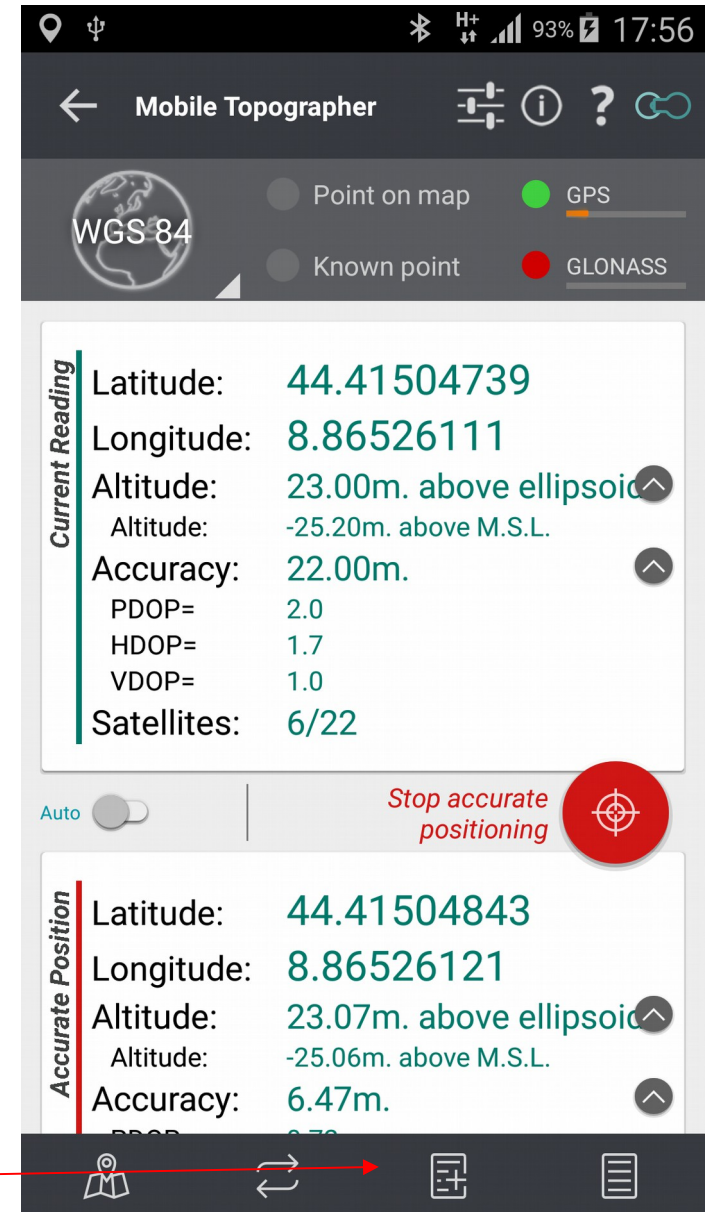 93% 17:56
Mobile Topographer
WGS 84
Point on map GPS
Known point GLONASS
Current Reading
Latitude: 44.41504739
Longitude: 8.86526111
Altitude: 23.00m. above ellipsoid
Altitude: -25.20m. above M.S.L.
Accuracy: 22.00m.
PDOP= 2.0
HDOP= 1.7
VDOP= 1.0
Satellites: 6/22
Auto
Stop accurate
positioning
Accurate Position
Latitude: 44.41504843
Longitude: 8.86526121
Altitude: 23.07m. above ellipsoid
Altitude: -25.06m. above M.S.L.
Accuracy: 6.47m.